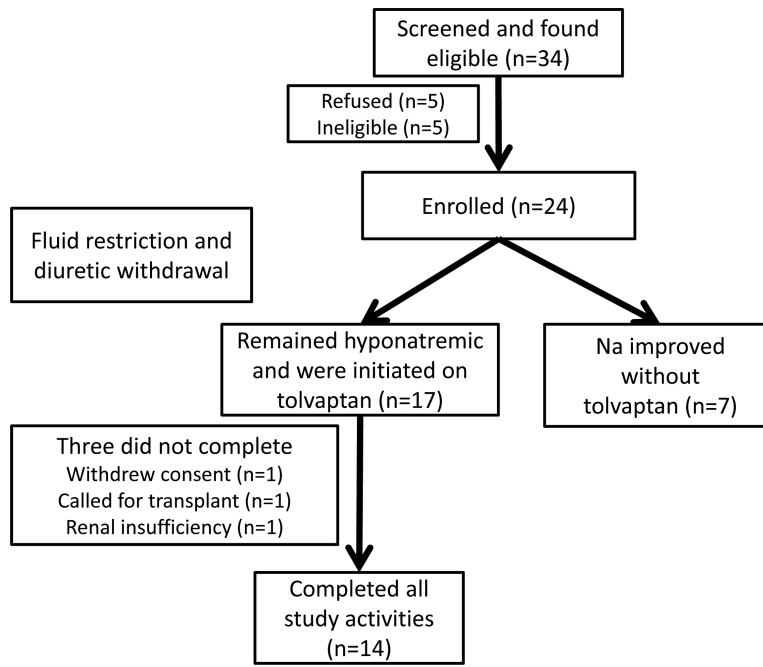 Screened and found
eligible (n=34)
Refused (n=5)
Ineligible (n=5)
Enrolled (n=24)
Fluid restriction and
diuretic withdrawal
Remained hyponatremic
and were initiated on
tolvaptan (n=17)
Na improved
without
tolvaptan (n=7)
Three did not complete
Withdrew consent (n=1)
Called for transplant (n=1)
Renal insufficiency (n=1)
Completed all
study activities
(n=14)